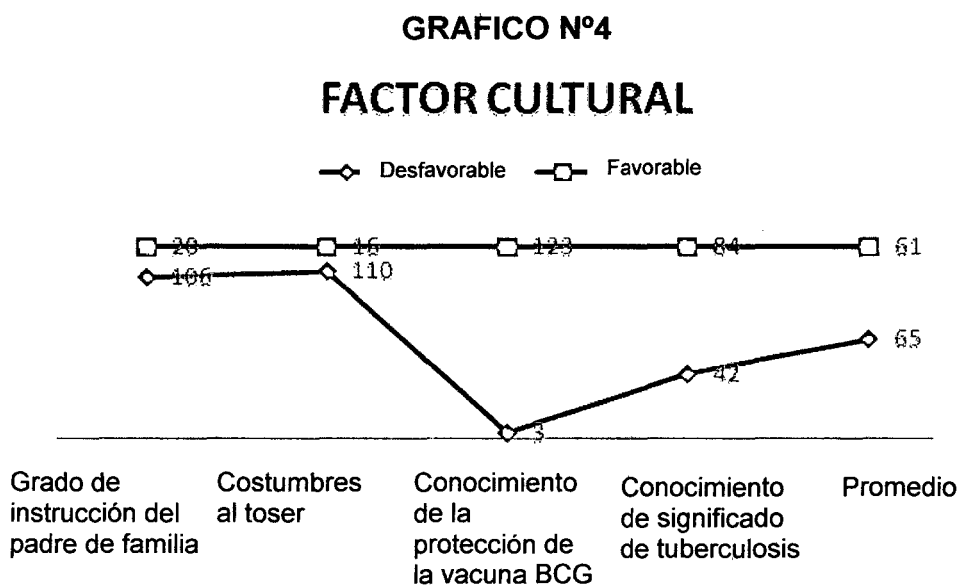 GRAFICO Nº4
FACTOR CULTURAL
Desfavorable Favorable
20 16 123 84 61
106 110 3 42 65
Grado de instrucción del padre de familia
Costumbres al toser
Conocimiento de la protección de la vacuna BCG
Conocimiento de significado de tuberculosis
Promedio